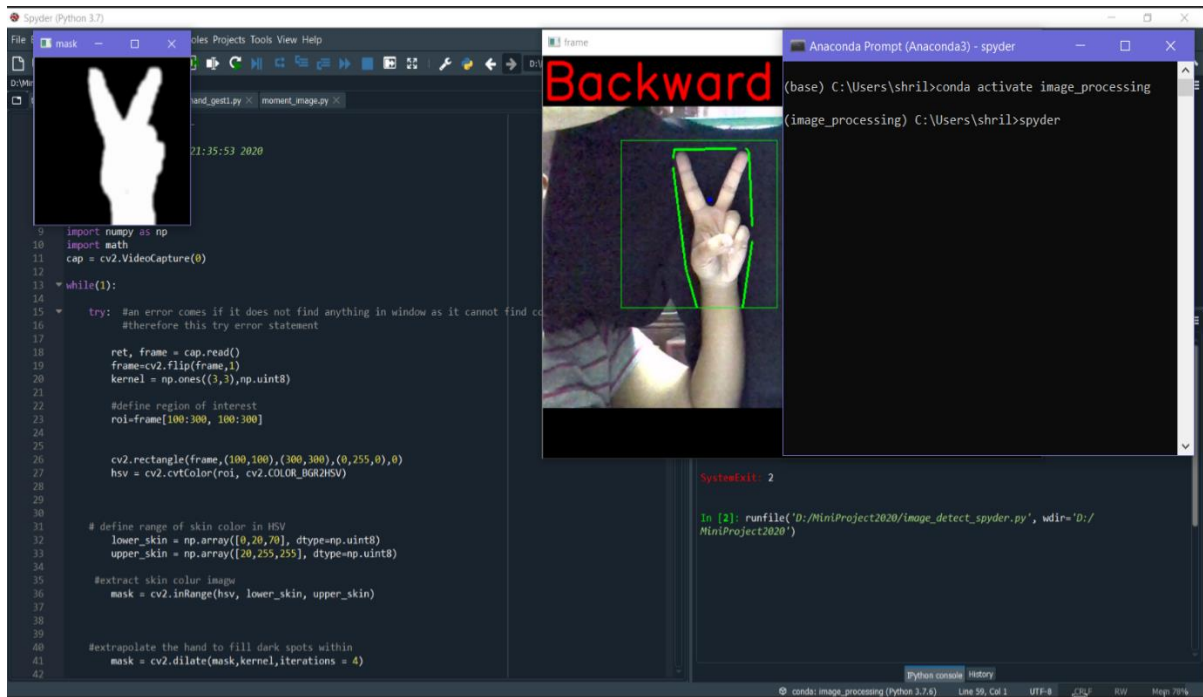 Spyder (Python 3.7)
File
oles Projects Tools View Help
mask
frame
Anaconda Prompt (Anaconda3) - spyder
Backward
(base) C:\Users\shril>conda activate image_processing
(image_processing) C:\Users\shril>spyder
hand_gest1.py
moment_image.py
21:35:53 2020
9 import numpy as np
10 import math
11 cap = cv2.VideoCapture(0)
12
13 while(1):
14
15 try: #an error comes if it does not find anything in window as it cannot find co
16 #therefore this try error statement
17
18 ret, frame = cap.read()
19 frame=cv2.flip(frame,1)
20 kernel = np.ones((3,3),np.uint8)
21
22 #define region of interest
23 roi=frame[100:300, 100:300]
24
25
26 cv2.rectangle(frame,(100,100),(300,300),(0,255,0),0)
27 hsv = cv2.cvtColor(roi, cv2.COLOR_BGR2HSV)
28
29
30
31 # define range of skin color in HSV
32 lower_skin = np.array([0,20,70], dtype=np.uint8)
33 upper_skin = np.array([20,255,255], dtype=np.uint8)
34
35 #extract skin colur imagw
36 mask = cv2.inRange(hsv, lower_skin, upper_skin)
37
38
39
40 #extrapolate the hand to fill dark spots within
41 mask = cv2.dilate(mask,kernel,iterations = 4)
42
SystemExit: 2
In [2]: runfile('D:/MiniProject2020/image_detect_spyder.py', wdir='D:/
MiniProject2020')
IPython console History
conda: image_processing (Python 3.7.6) Line 59, Col 1 UTF-8 CRLF RW Mem 70%